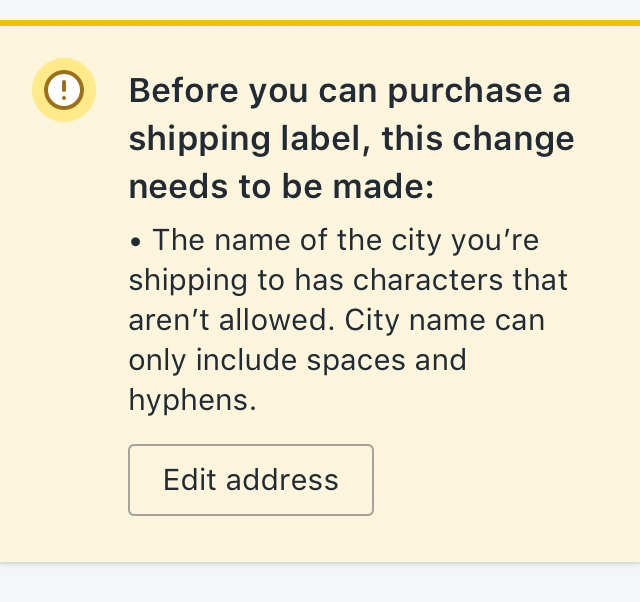 Before you can purchase a
shipping label, this change
needs to be made:
• The name of the city you’re
shipping to has characters that
aren’t allowed. City name can
only include spaces and
hyphens.
Edit address